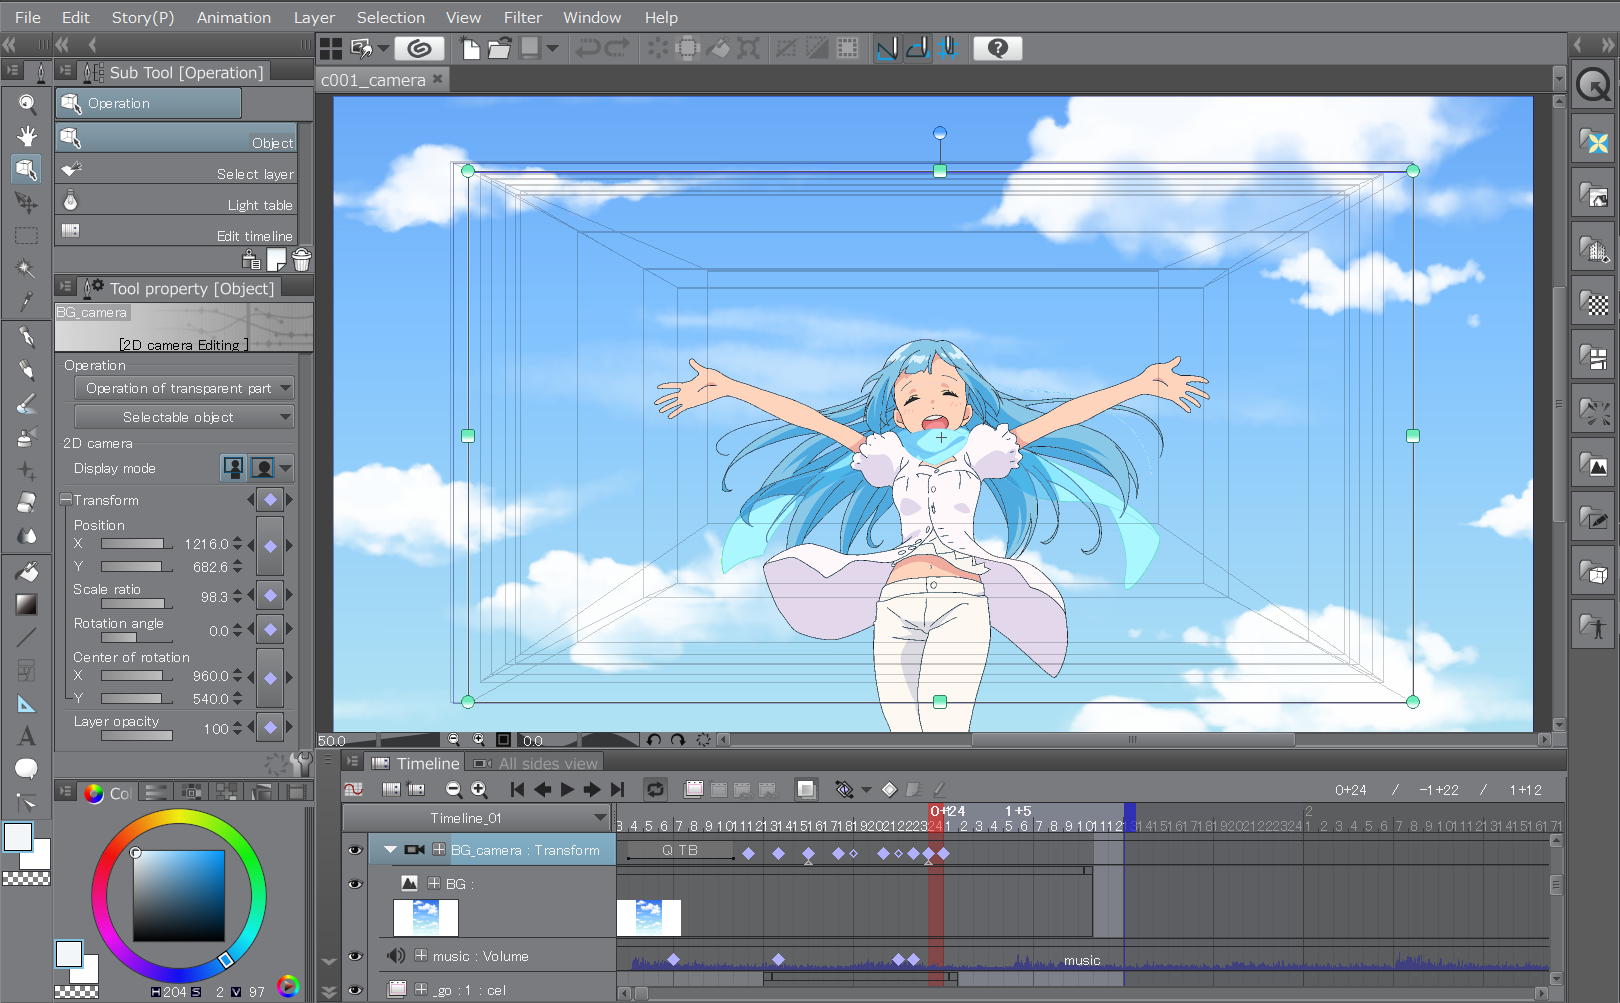 File Edit Story(P) Animation Layer Selection View Filter Window Help
Sub Tool [Operation]
c001_camera
Operation
Object
Select layer
Light table
Edit timeline
Tool property [Object]
BG_camera
[2D camera Editing ]
Operation
Operation of transparent part
Selectable object
2D camera
Display mode
Transform
Position
X 1216.0
Y 682.6
Scale ratio
98.3
Rotation angle
0.0
Center of rotation
X 960.0
Y 540.0
Layer opacity
100
50.0
0.0
Timeline All sides view
Col
0+24 / -1+22 / 1+12
Timeline_01
0+24 1+5 2
3 4 5 6 7 8 9 10 11 12 13 14 15 16 17 18 19 20 21 22 23 24 1 2 3 4 5 6 7 8 9 10 11 12 13 14 15 16 17 18 19 20 21 22 23 24 1 2 3 4 5 6 7 8 9 10 11 12 13 14 15 16 17
BG_camera : Transform
Q TB
BG :
music : Volume
music
_go : 1 : cel
H 204 S 2 V 97